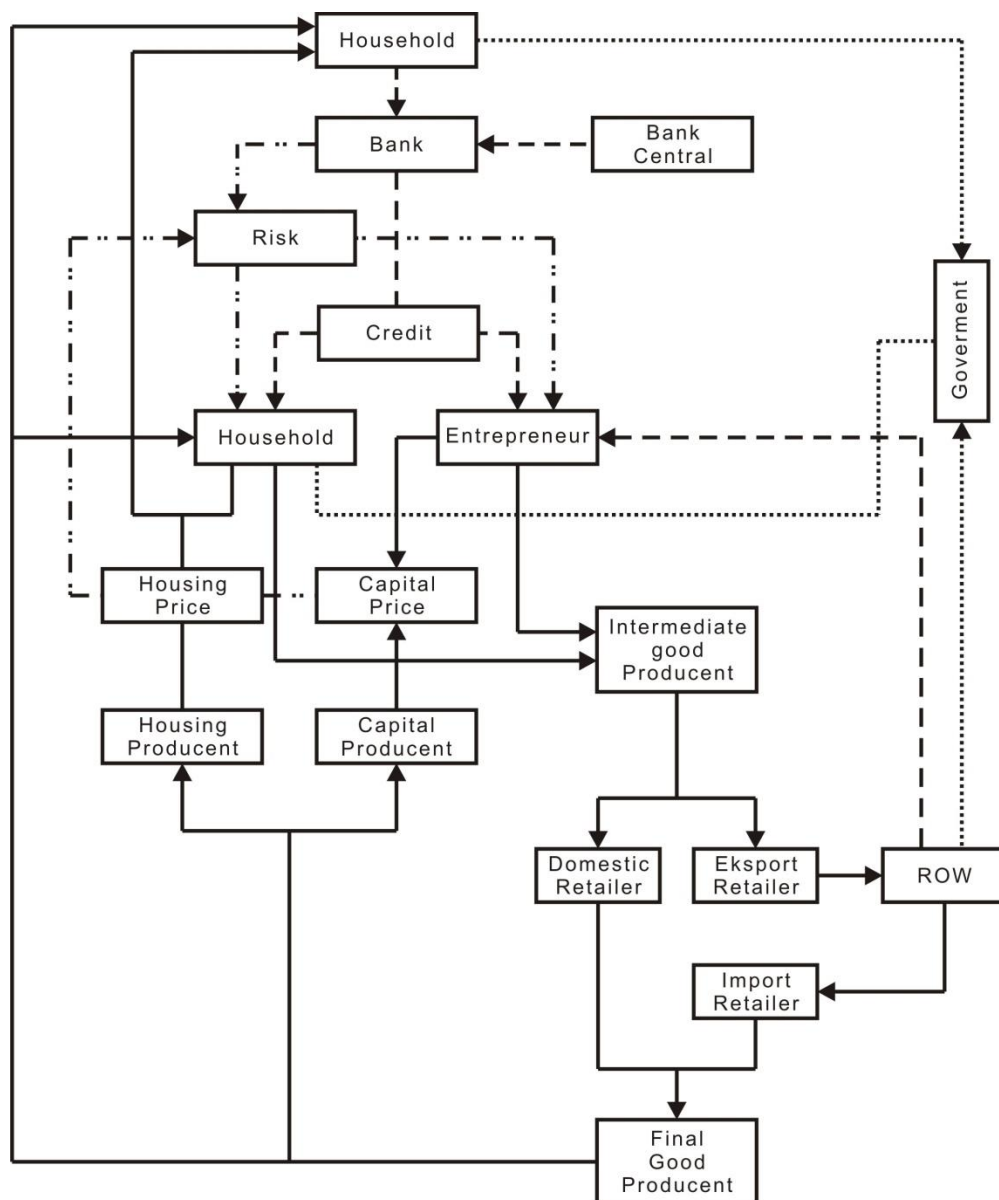 Household
Bank
Bank
Central
Risk
Credit
Goverment
Household
Entrepreneur
Housing
Price
Capital
Price
Intermediate
good
Producent
Housing
Producent
Capital
Producent
Domestic
Retailer
Eksport
Retailer
ROW
Import
Retailer
Final
Good
Producent